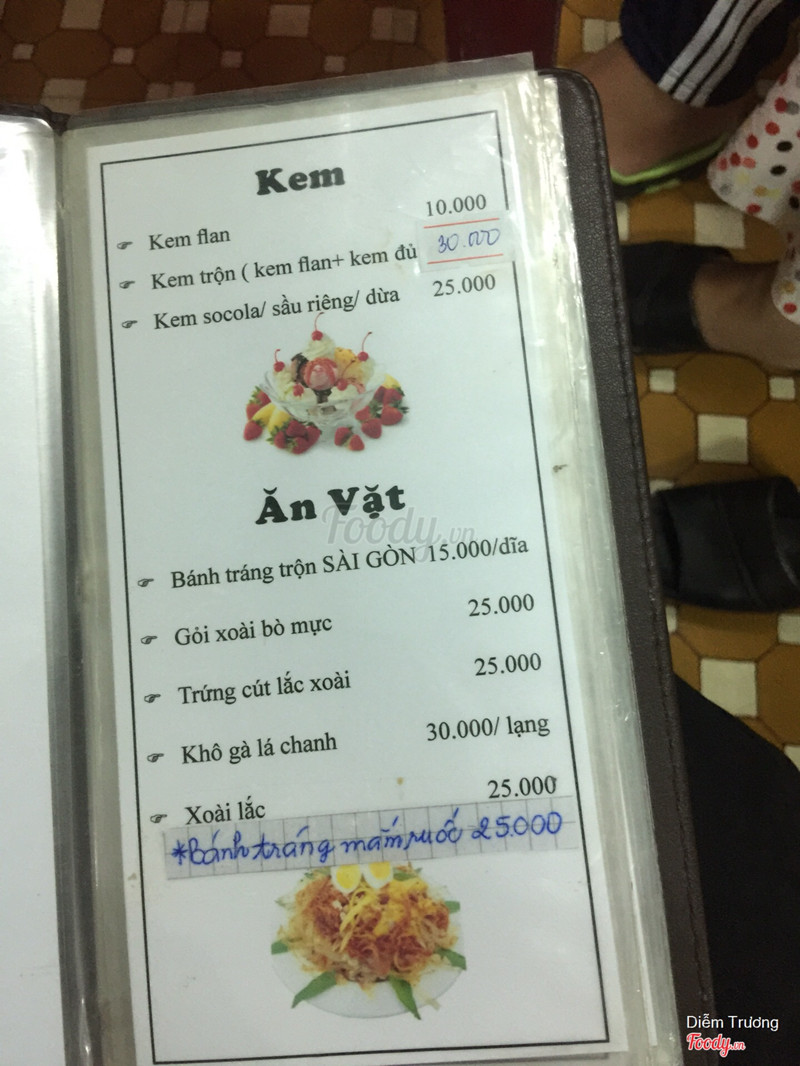 Kem
☞ Kem flan 10.000
☞ Kem trộn ( kem flan+ kem đủ 30.000
☞ Kem socola/ sầu riêng/ dừa 25.000
Ăn Vặt
Foody.vn
☞ Bánh tráng trộn SÀI GÒN 15.000/dĩa
☞ Gỏi xoài bò mực 25.000
☞ Trứng cút lắc xoài 25.000
☞ Khô gà lá chanh 30.000/ lạng
☞ Xoài lắc 25.000
*Bánh tráng mắm ruốc 25.000
Diễm Trương
Foody.vn